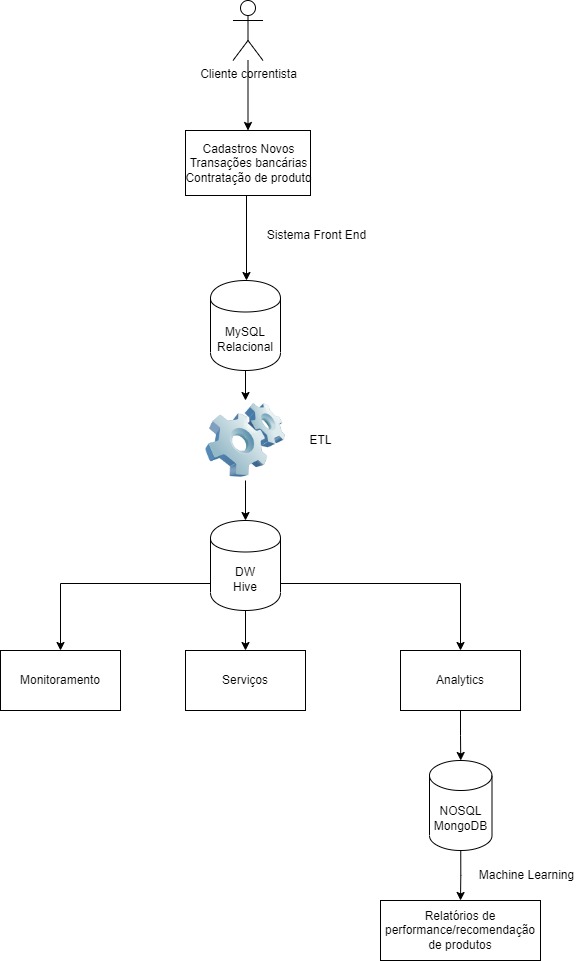 Cliente correntista
Cadastros Novos
Transações bancárias
Contratação de produto
Sistema Front End
MySQL
Relacional
ETL
DW
Hive
Monitoramento
Serviços
Analytics
NOSQL
MongoDB
Machine Learning
Relatórios de
performance/recomendação
de produtos